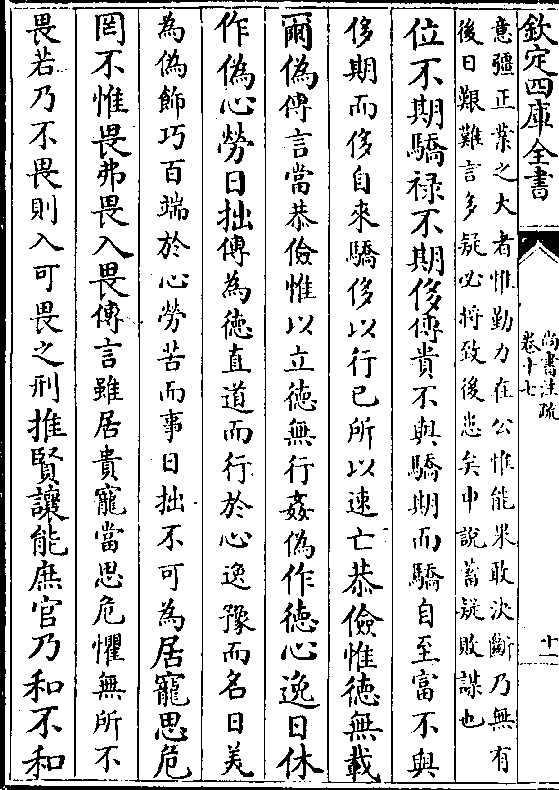 欽定四庫全書
尚書注疏
卷十七
十一
意彊正業之大者惟勤力在公惟能果敢決斷乃無有
後日艱難言多疑必將致後患矣申說蓄疑敗謀也
位不期驕禄不期侈傳貴不與驕期而驕自至富不與
侈期而侈自來驕侈以行已所以速亡恭儉惟徳無載
爾偽傳言當恭儉惟以立徳無行姦偽作徳心逸日休
作偽心勞日拙傳為徳直道而行於心逸豫而名日美
為偽飾巧百端於心勞苦而事日拙不可為居寵思危
罔不惟畏弗畏入畏傳言雖居貴寵當思危懼無所不
畏若乃不畏則入可畏之刑推賢讓能庶官乃和不和